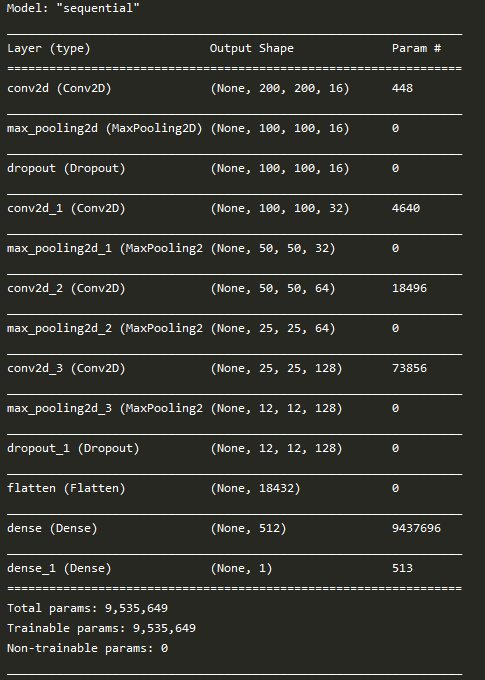 Model: "sequential"
_________________________________________________________________
Layer (type)                 Output Shape              Param #
=================================================================
conv2d (Conv2D)              (None, 200, 200, 16)      448
_________________________________________________________________
max_pooling2d (MaxPooling2D) (None, 100, 100, 16)      0
_________________________________________________________________
dropout (Dropout)            (None, 100, 100, 16)      0
_________________________________________________________________
conv2d_1 (Conv2D)            (None, 100, 100, 32)      4640
_________________________________________________________________
max_pooling2d_1 (MaxPooling2 (None, 50, 50, 32)        0
_________________________________________________________________
conv2d_2 (Conv2D)            (None, 50, 50, 64)        18496
_________________________________________________________________
max_pooling2d_2 (MaxPooling2 (None, 25, 25, 64)        0
_________________________________________________________________
conv2d_3 (Conv2D)            (None, 25, 25, 128)       73856
_________________________________________________________________
max_pooling2d_3 (MaxPooling2 (None, 12, 12, 128)       0
_________________________________________________________________
dropout_1 (Dropout)          (None, 12, 12, 128)       0
_________________________________________________________________
flatten (Flatten)            (None, 18432)             0
_________________________________________________________________
dense (Dense)                (None, 512)               9437696
_________________________________________________________________
dense_1 (Dense)              (None, 1)                 513
=================================================================
Total params: 9,535,649
Trainable params: 9,535,649
Non-trainable params: 0
_________________________________________________________________